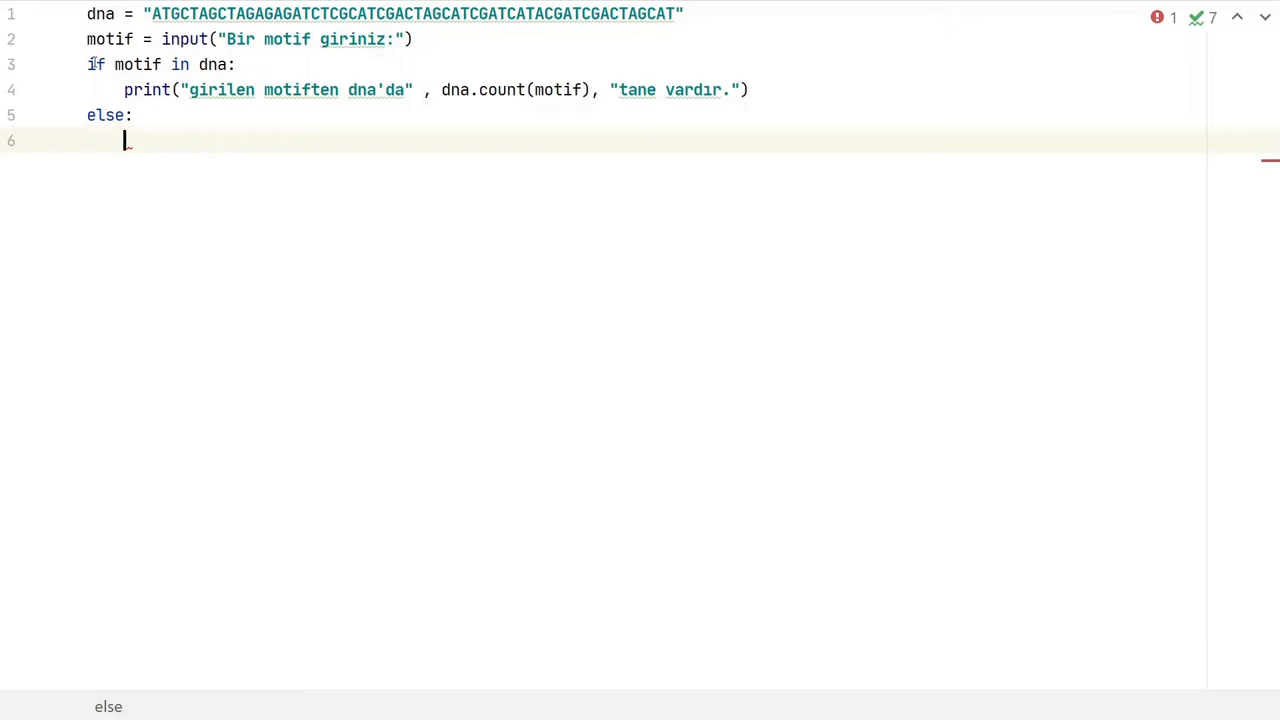 1 dna = "ATGCTAGCTAGAGAGATCTCGCATCGACTAGCATCGATCATACGATCGACTAGCAT"
2 motif = input("Bir motif giriniz:")
3 if motif in dna:
4 print("girilen motiften dna'da" , dna.count(motif), "tane vardır.")
5 else:
6
1 7
else